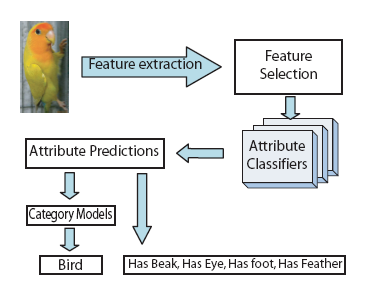 Feature extraction
Feature
Selection
Attribute
Classifiers
Attribute Predictions
Category Models
Bird
Has Beak, Has Eye, Has foot, Has Feather